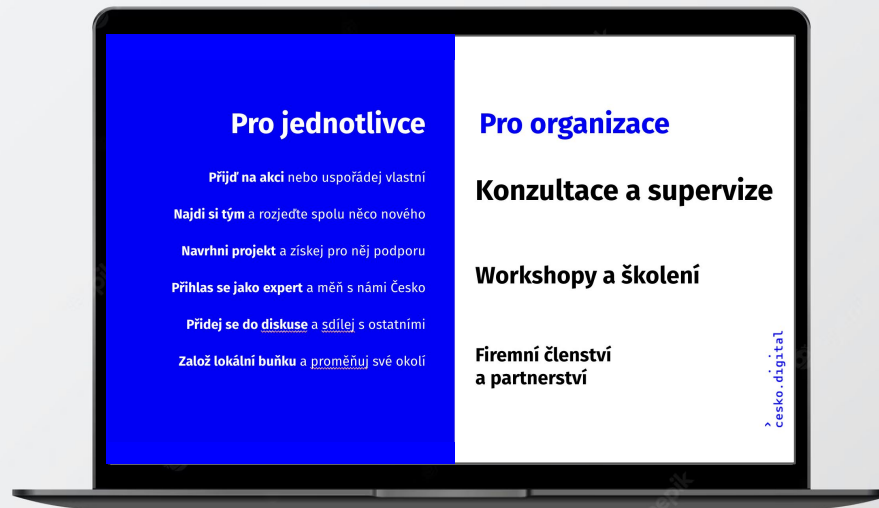 Pro jednotlivce
Přijď na akci nebo uspořádej vlastní
Najdi si tým a rozjeďte spolu něco nového
Navrhni projekt a získej pro něj podporu
Přihlas se jako expert a měň s námi Česko
Přidej se do diskuse a sdílej s ostatními
Založ lokální buňku a proměňuj své okolí
Pro organizace
Konzultace a supervize
Workshopy a školení
Firemní členství
a partnerství
cesko.digital